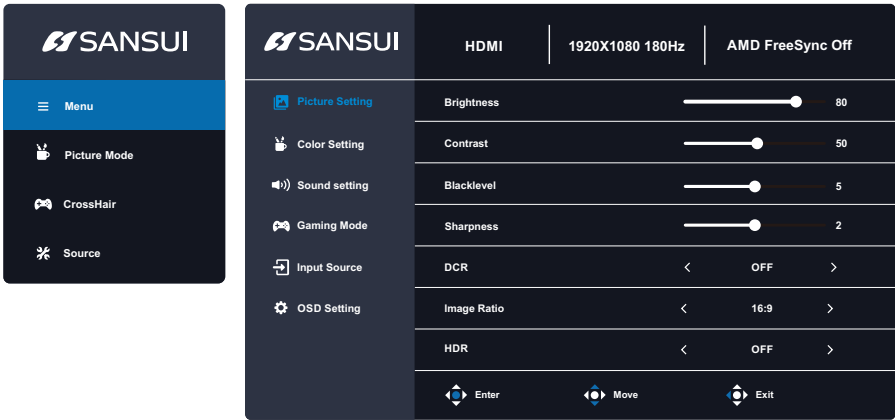 SANSUI
Menu
Picture Mode
CrossHair
Source
SANSUI
HDMI 1920X1080 180Hz AMD FreeSync Off
Picture Setting
Color Setting
Sound setting
Gaming Mode
Input Source
OSD Setting
Brightness 80
Contrast 50
Blacklevel 5
Sharpness 2
DCR OFF
Image Ratio 16:9
HDR OFF
Enter Move Exit